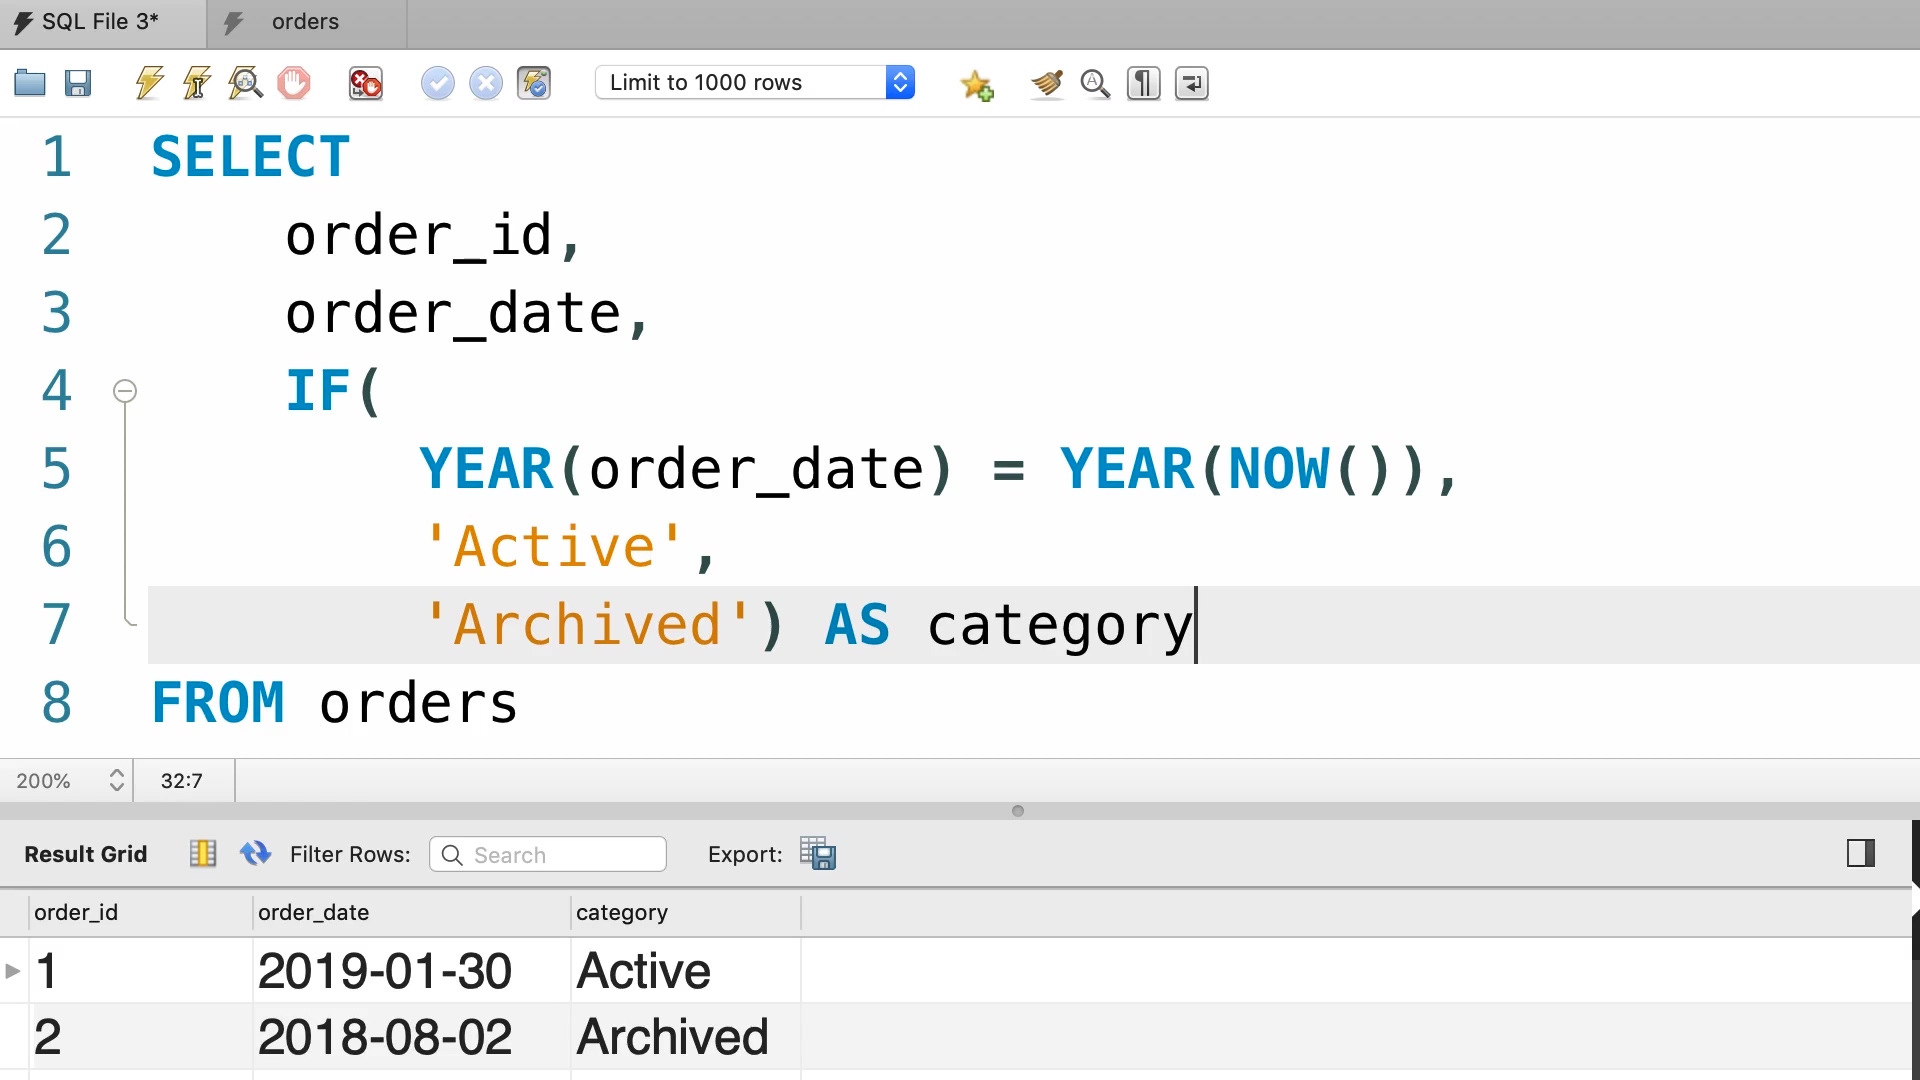 SQL File 3* orders
Limit to 1000 rows
1 SELECT
2 order_id,
3 order_date,
4 IF(
5 YEAR(order_date) = YEAR(NOW()),
6 'Active',
7 'Archived') AS category
8 FROM orders
200% 32:7
Result Grid Filter Rows: Search Export:
order_id order_date category
1 2019-01-30 Active
2 2018-08-02 Archived